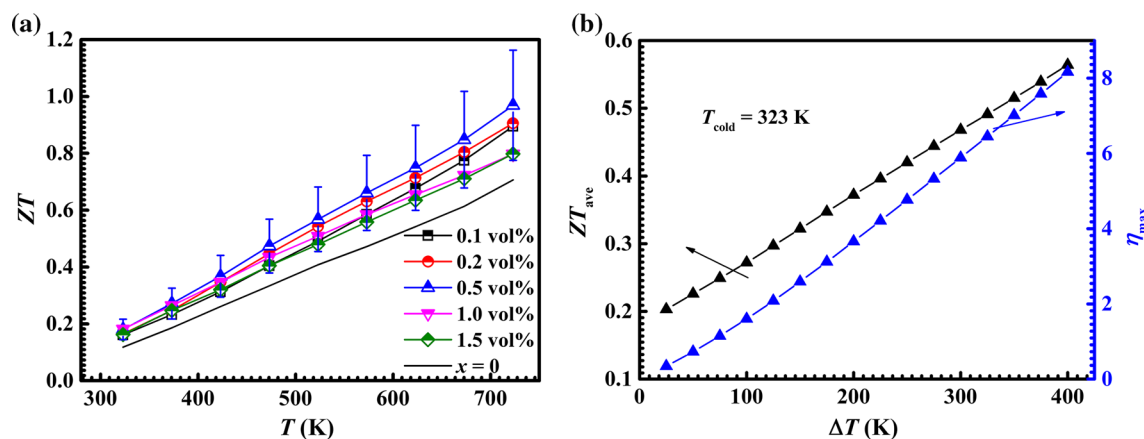 (a)
ZT
1.2
1.0
0.8
0.6
0.4
0.2
0.0
0.1 vol%
0.2 vol%
0.5 vol%
1.0 vol%
1.5 vol%
x = 0
300 400 500 600 700
T (K)
(b)
ZTave
0.6
0.5
0.4
0.3
0.2
0.1
Tcold = 323 K
0 100 200 300 400
ΔT (K)
8
6
4
2
0
ηmax